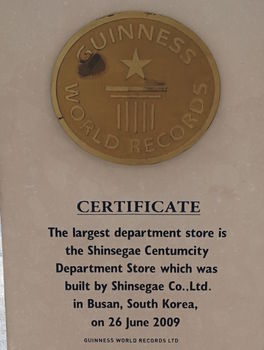 GUINNESS
WORLD RECORDS
CERTIFICATE
The largest department store is
the Shinsegae Centumcity
Department Store which was
built by Shinsegae Co.,Ltd.
in Busan, South Korea,
on 26 June 2009
GUINNESS WORLD RECORDS LTD